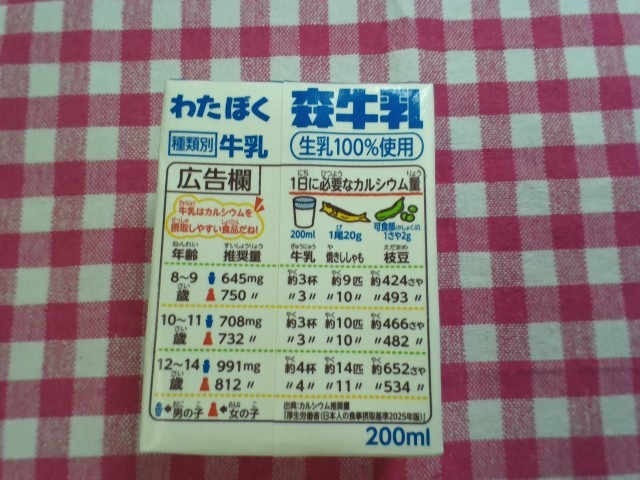 わたぼく 森牛乳
種類別 牛乳 生乳100%使用
広告欄 1日に必要なカルシウム量
牛乳はカルシウムを
摂取しやすい食品だね!
200ml 1尾20g 可食部(かしょくぶ)
1さや2g
年齢 推奨量 牛乳 焼きししゃも 枝豆
8〜9 645mg 約3杯 約9匹 約424さや
歳 750 〃 〃3〃 〃10〃 〃493 〃
10〜11 708mg 約3杯 約10匹 約466さや
歳 732 〃 〃3〃 〃10〃 〃482 〃
12〜14 991mg 約4杯 約14匹 約652さや
歳 812 〃 〃4〃 〃11〃 〃534 〃
男の子 女の子
出典:カルシウム推奨量
[厚生労働省(日本人の食事摂取基準2025年版)]
200ml